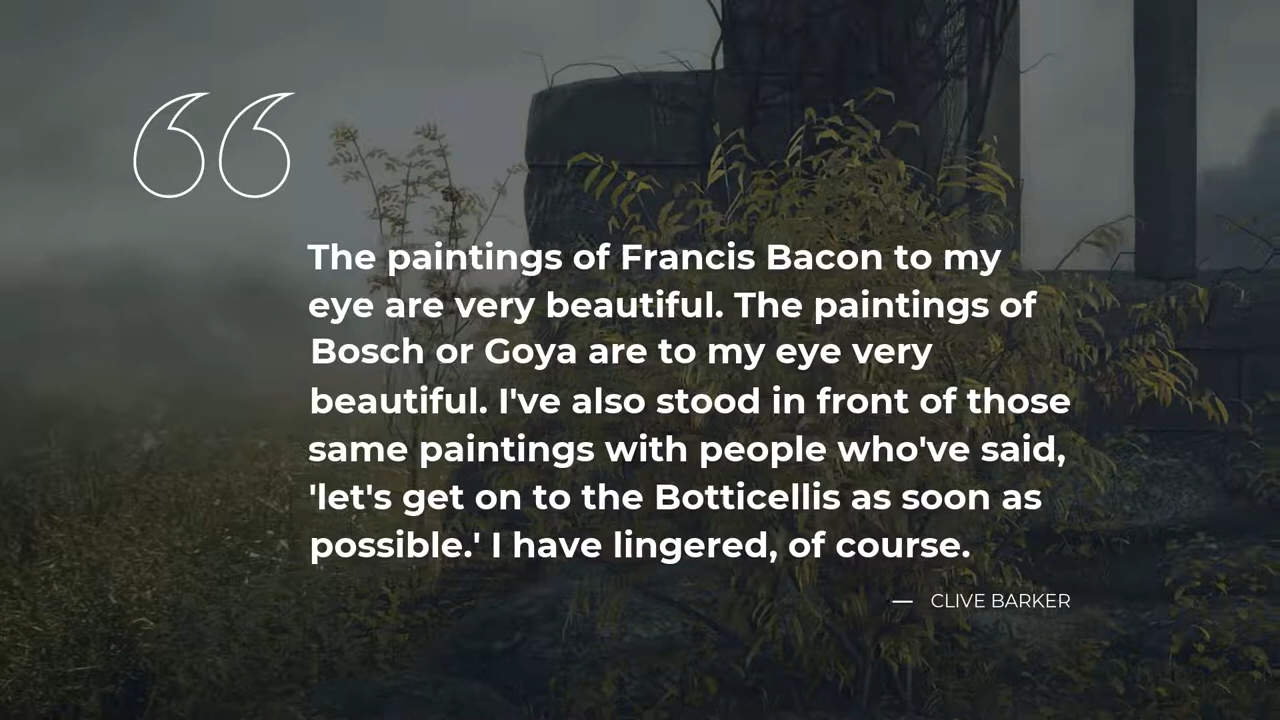 “
The paintings of Francis Bacon to my
eye are very beautiful. The paintings of
Bosch or Goya are to my eye very
beautiful. I've also stood in front of those
same paintings with people who've said,
'let's get on to the Botticellis as soon as
possible.' I have lingered, of course.
— CLIVE BARKER